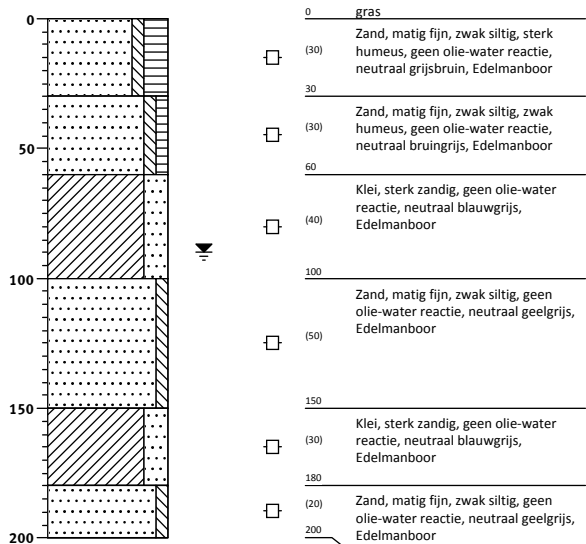 0
gras
0
Zand, matig fijn, zwak siltig, sterk
(30)
humeus, geen olie-water reactie,
neutraal grijsbruin, Edelmanboor
30
Zand, matig fijn, zwak siltig, zwak
(30)
humeus, geen olie-water reactie,
neutraal bruingrijs, Edelmanboor
50
60
Klei, sterk zandig, geen olie-water
(40)
reactie, neutraal blauwgrijs,
Edelmanboor
100
100
Zand, matig fijn, zwak siltig, geen
olie-water reactie, neutraal geelgrijs,
(50)
Edelmanboor
150
150
Klei, sterk zandig, geen olie-water
(30)
reactie, neutraal blauwgrijs,
Edelmanboor
180
(20)
Zand, matig fijn, zwak siltig, geen
olie-water reactie, neutraal geelgrijs,
200
200
Edelmanboor